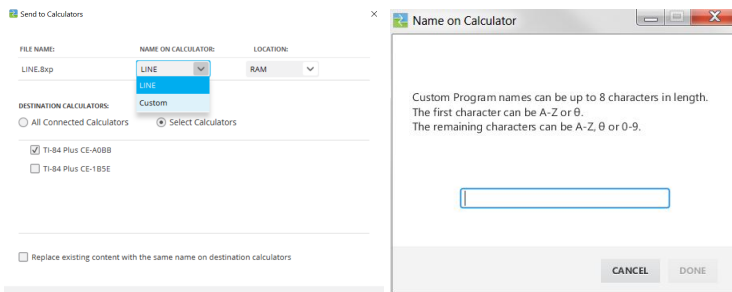 Send to Calculators
FILE NAME: NAME ON CALCULATOR: LOCATION:
LINE.8xp LINE RAM
LINE
Custom
DESTINATION CALCULATORS:
All Connected Calculators Select Calculators
TI-84 Plus CE-A0BB
TI-84 Plus CE-1B5E
Replace existing content with the same name on destination calculators
Name on Calculator
Custom Program names can be up to 8 characters in length.
The first character can be A-Z or θ.
The remaining characters can be A-Z, θ or 0-9.
CANCEL DONE